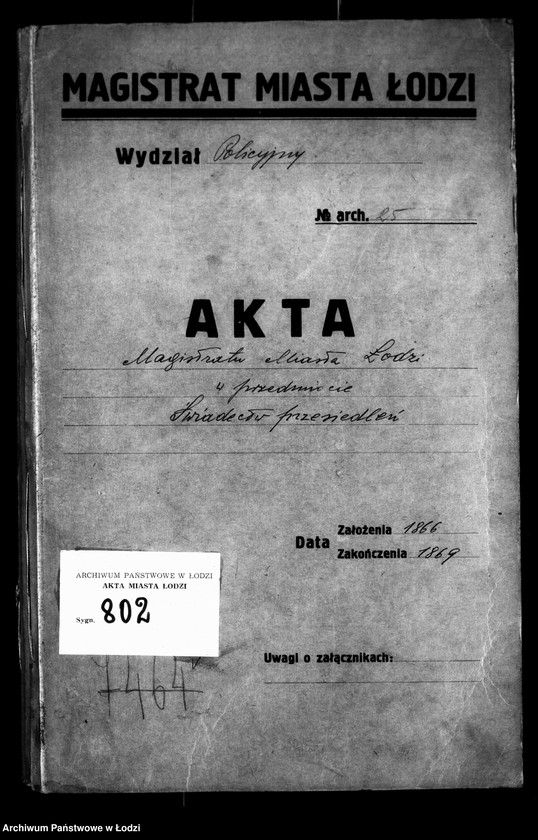 MAGISTRAT MIASTA ŁODZI
Wydział Policyjny
№ arch. 25
AKTA
Magistratu Miasta Łodzi
w przedmiocie
Świadectw przesiedleń
Data
Założenia 1866
Zakończenia 1869
ARCHIWUM PAŃSTWOWE W ŁODZI
AKTA MIASTA ŁODZI
Sygn. 802
Uwagi o załącznikach:
7464
Archiwum Państwowe w Łodzi